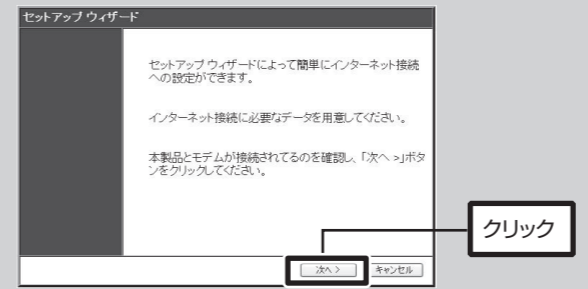 セットアップ ウィザード
セットアップ ウィザードによって簡単にインターネット接続
への設定ができます。
インターネット接続に必要なデータを用意してください。
本製品とモデムが接続されてるのを確認し、「次へ >」ボタ
ンをクリックしてください。
クリック
次へ >
キャンセル